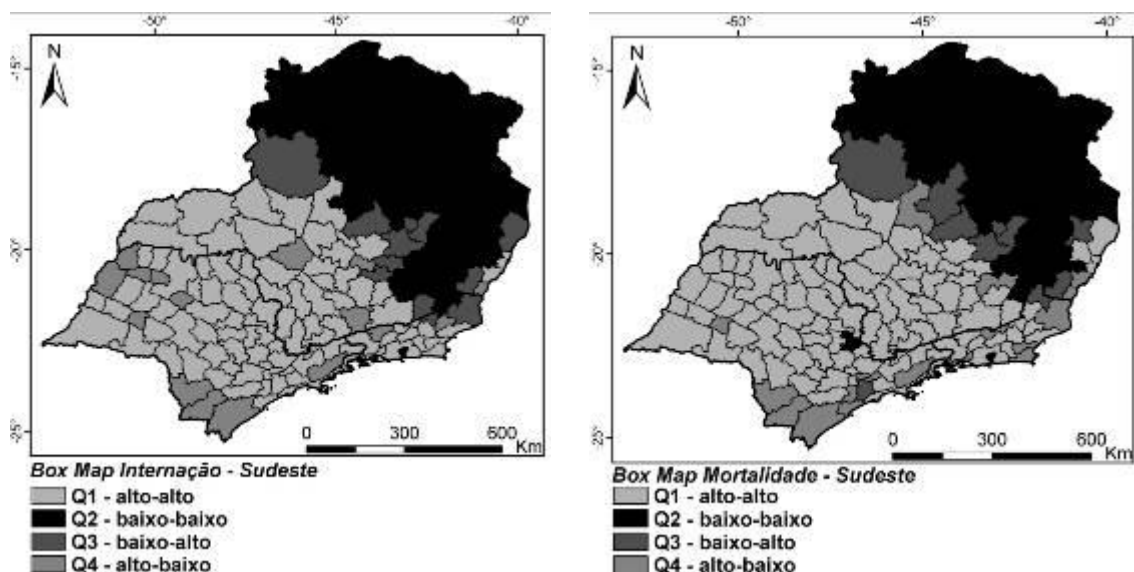 -50° -45° -40°
-15°
-20°
-25°
N
0 300 600
Km
Box Map Internação - Sudeste
Q1 - alto-alto
Q2 - baixo-baixo
Q3 - baixo-alto
Q4 - alto-baixo
-50° -45° -40°
-15°
-20°
-25°
N
0 300 600
Km
Box Map Mortalidade - Sudeste
Q1 - alto-alto
Q2 - baixo-baixo
Q3 - baixo-alto
Q4 - alto-baixo